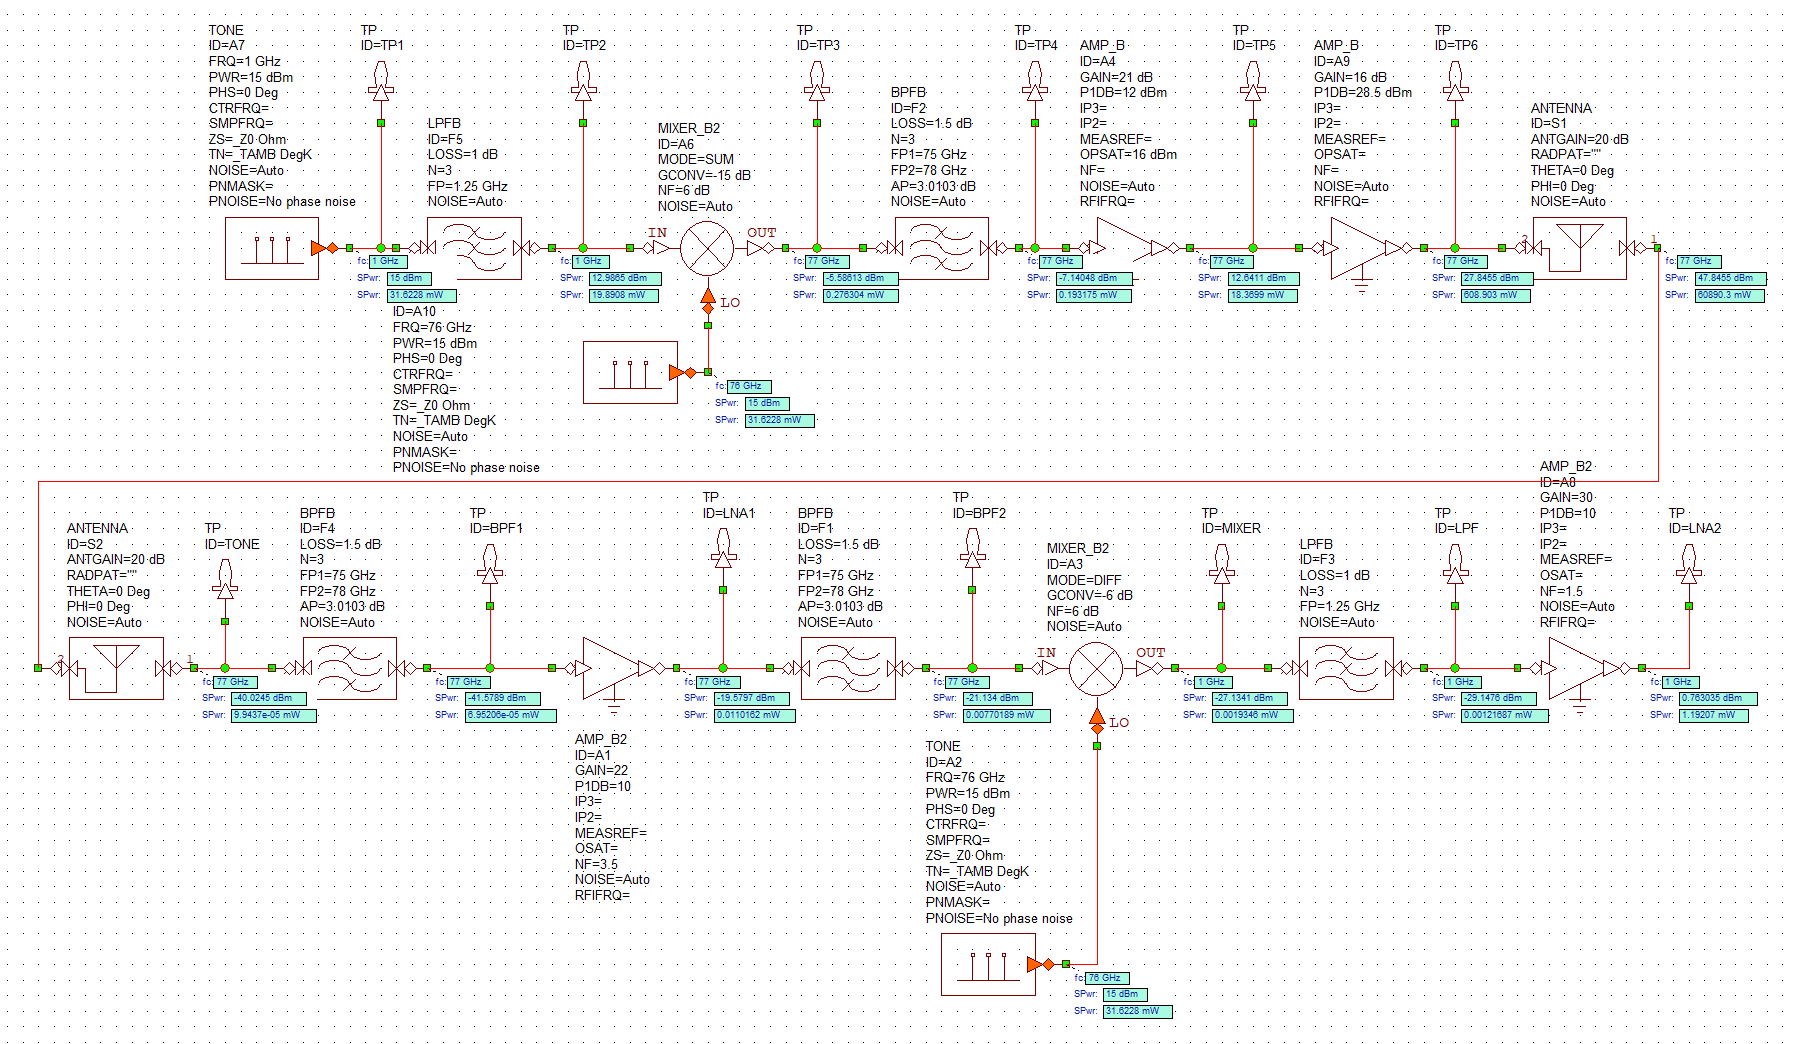 TONE
ID=A7
FRQ=1 GHz
PWR=15 dBm
PHS=0 Deg
CTRFRQ=
SMPFRQ=
ZS=_Z0 Ohm
TN=_TAMB DegK
NOISE=Auto
PNMASK=
PNOISE=No phase noise
TP
ID=TP1
LPFB
ID=F5
LOSS=1 dB
N=3
FP=1.25 GHz
NOISE=Auto
TP
ID=TP2
MIXER_B2
ID=A6
MODE=SUM
GCONV=-15 dB
NF=6 dB
NOISE=Auto
IN
OUT
LO
TP
ID=TP3
BPFB
ID=F2
LOSS=1.5 dB
N=3
FP1=75 GHz
FP2=78 GHz
AP=3.0103 dB
NOISE=Auto
TP
ID=TP4
AMP_B
ID=A4
GAIN=21 dB
P1DB=12 dBm
IP3=
IP2=
MEASREF=
OPSAT=16 dBm
NF=
NOISE=Auto
RFIFRQ=
TP
ID=TP5
AMP_B
ID=A9
GAIN=16 dB
P1DB=28.5 dBm
IP3=
IP2=
MEASREF=
OPSAT=
NF=
NOISE=Auto
RFIFRQ=
TP
ID=TP6
ANTENNA
ID=S1
ANTGAIN=20 dB
RADPAT=""
THETA=0 Deg
PHI=0 Deg
NOISE=Auto
2
1
fc: 1 GHz
SPwr: 15 dBm
SPwr: 31.6228 mW
fc: 1 GHz
SPwr: 12.9865 dBm
SPwr: 19.8908 mW
fc: 77 GHz
SPwr: -5.58613 dBm
SPwr: 0.276304 mW
fc: 77 GHz
SPwr: -7.14048 dBm
SPwr: 0.193175 mW
fc: 77 GHz
SPwr: 12.6411 dBm
SPwr: 18.3699 mW
fc: 77 GHz
SPwr: 27.8455 dBm
SPwr: 608.903 mW
fc: 77 GHz
SPwr: 47.8455 dBm
SPwr: 60890.3 mW
ID=A10
FRQ=76 GHz
PWR=15 dBm
PHS=0 Deg
CTRFRQ=
SMPFRQ=
ZS=_Z0 Ohm
TN=_TAMB DegK
NOISE=Auto
PNMASK=
PNOISE=No phase noise
fc: 76 GHz
SPwr: 15 dBm
SPwr: 31.6228 mW
ANTENNA
ID=S2
ANTGAIN=20 dB
RADPAT=""
THETA=0 Deg
PHI=0 Deg
NOISE=Auto
2
1
TP
ID=TONE
BPFB
ID=F4
LOSS=1.5 dB
N=3
FP1=75 GHz
FP2=78 GHz
AP=3.0103 dB
NOISE=Auto
TP
ID=BPF1
TP
ID=LNA1
BPFB
ID=F1
LOSS=1.5 dB
N=3
FP1=75 GHz
FP2=78 GHz
AP=3.0103 dB
NOISE=Auto
TP
ID=BPF2
MIXER_B2
ID=A3
MODE=DIFF
GCONV=-6 dB
NF=6 dB
NOISE=Auto
IN
OUT
LO
TP
ID=MIXER
LPFB
ID=F3
LOSS=1 dB
N=3
FP=1.25 GHz
NOISE=Auto
TP
ID=LPF
AMP_B2
ID=A8
GAIN=30
P1DB=10
IP3=
IP2=
MEASREF=
OSAT=
NF=1.5
NOISE=Auto
RFIFRQ=
TP
ID=LNA2
fc: 77 GHz
SPwr: -40.0245 dBm
SPwr: 9.9437e-05 mW
fc: 77 GHz
SPwr: -41.5789 dBm
SPwr: 6.95206e-05 mW
fc: 77 GHz
SPwr: -19.5797 dBm
SPwr: 0.0110162 mW
fc: 77 GHz
SPwr: -21.134 dBm
SPwr: 0.00770189 mW
fc: 1 GHz
SPwr: -27.1341 dBm
SPwr: 0.0019346 mW
fc: 1 GHz
SPwr: -29.1476 dBm
SPwr: 0.00121687 mW
fc: 1 GHz
SPwr: 0.763035 dBm
SPwr: 1.19207 mW
AMP_B2
ID=A1
GAIN=22
P1DB=10
IP3=
IP2=
MEASREF=
OSAT=
NF=3.5
NOISE=Auto
RFIFRQ=
TONE
ID=A2
FRQ=76 GHz
PWR=15 dBm
PHS=0 Deg
CTRFRQ=
SMPFRQ=
ZS=_Z0 Ohm
TN=_TAMB DegK
NOISE=Auto
PNMASK=
PNOISE=No phase noise
fc: 76 GHz
SPwr: 15 dBm
SPwr: 31.6228 mW